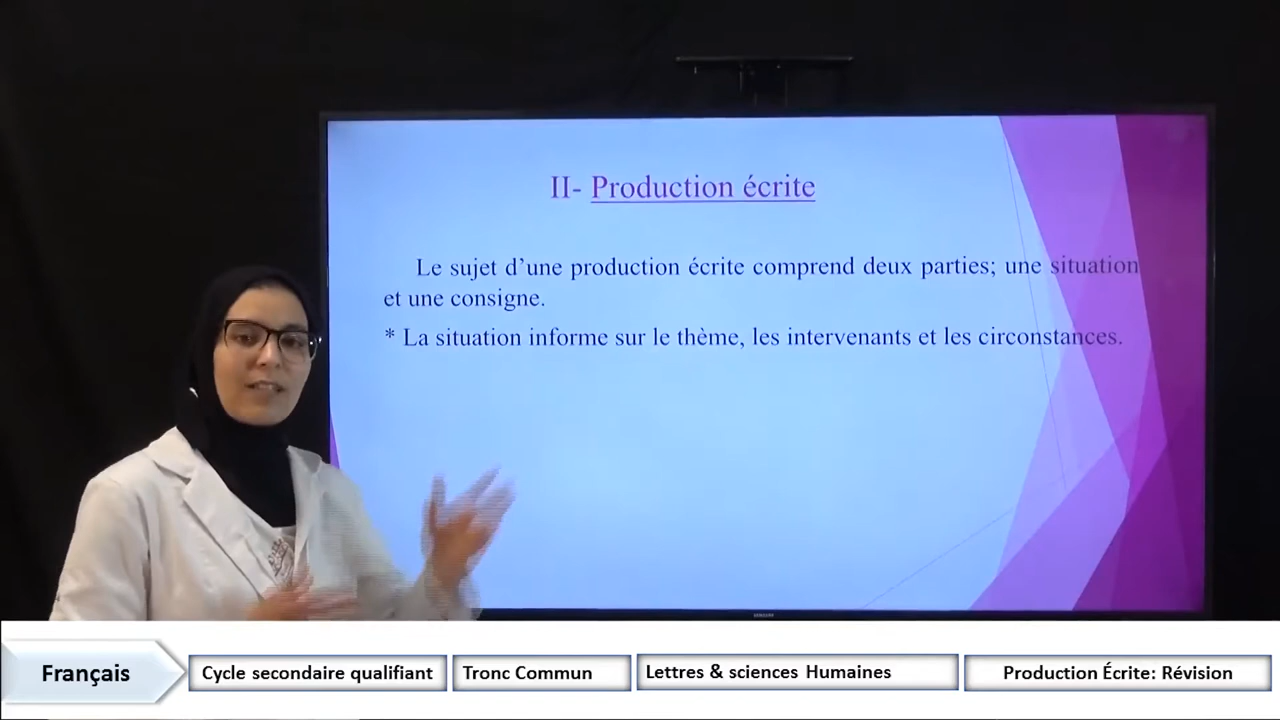 II- Production écrite
Le sujet d’une production écrite comprend deux parties; une situation
et une consigne.
* La situation informe sur le thème, les intervenants et les circonstances.
SAMSUNG
Français
Cycle secondaire qualifiant
Tronc Commun
Lettres & sciences Humaines
Production Écrite: Révision